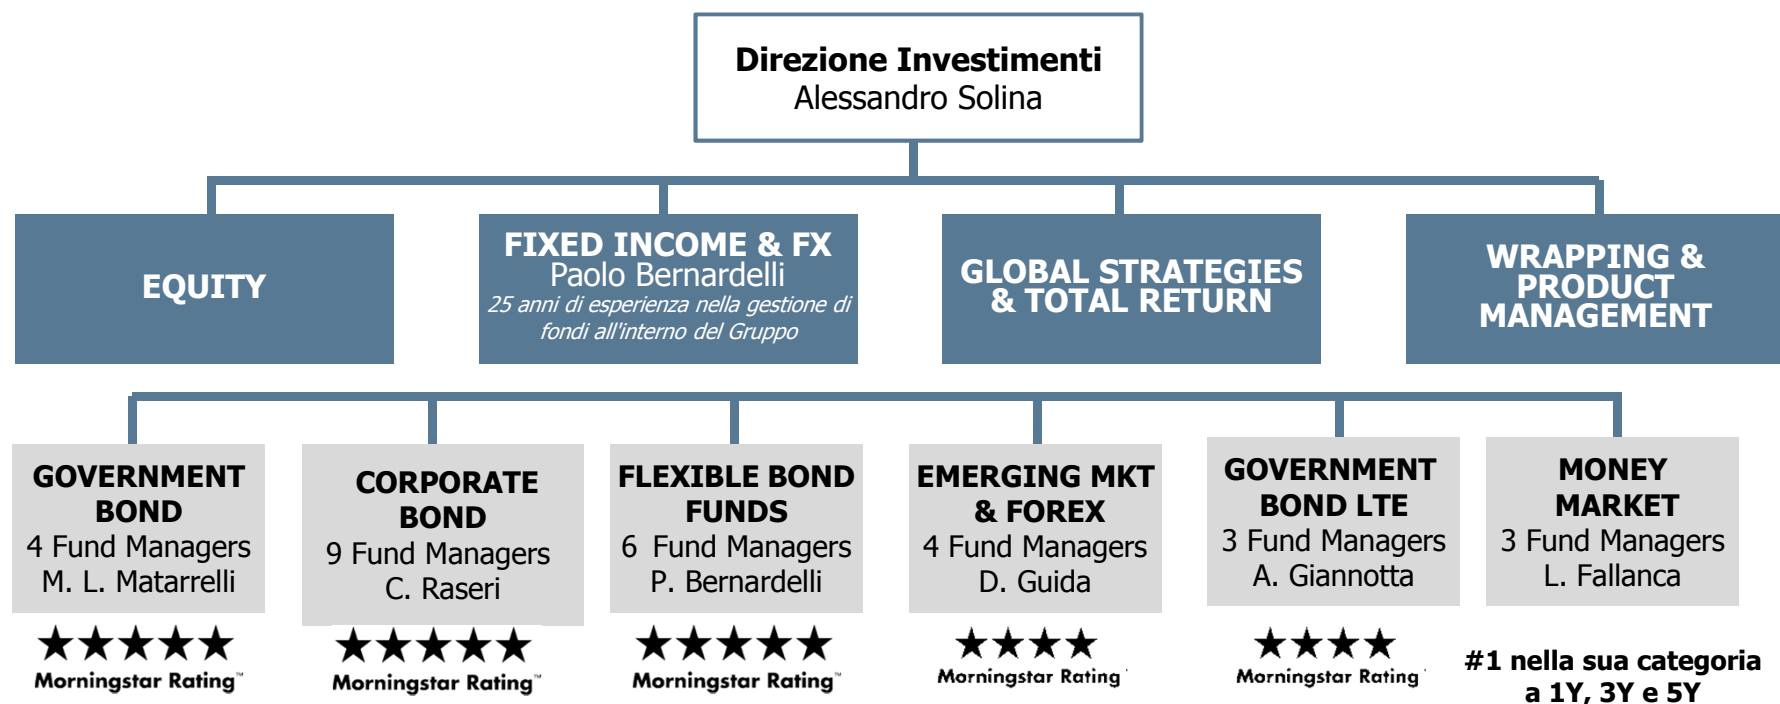 Direzione Investimenti
Alessandro Solina
EQUITY
FIXED INCOME & FX
Paolo Bernardelli
25 anni di esperienza nella gestione di
fondi all'interno del Gruppo
GLOBAL STRATEGIES
& TOTAL RETURN
WRAPPING &
PRODUCT
MANAGEMENT
GOVERNMENT
BOND
4 Fund Managers
M. L. Matarrelli
Morningstar Rating™
CORPORATE
BOND
9 Fund Managers
C. Raseri
Morningstar Rating™
FLEXIBLE BOND
FUNDS
6 Fund Managers
P. Bernardelli
Morningstar Rating™
EMERGING MKT
& FOREX
4 Fund Managers
D. Guida
Morningstar Rating
GOVERNMENT
BOND LTE
3 Fund Managers
A. Giannotta
Morningstar Rating
MONEY
MARKET
3 Fund Managers
L. Fallanca
#1 nella sua categoria
a 1Y, 3Y e 5Y